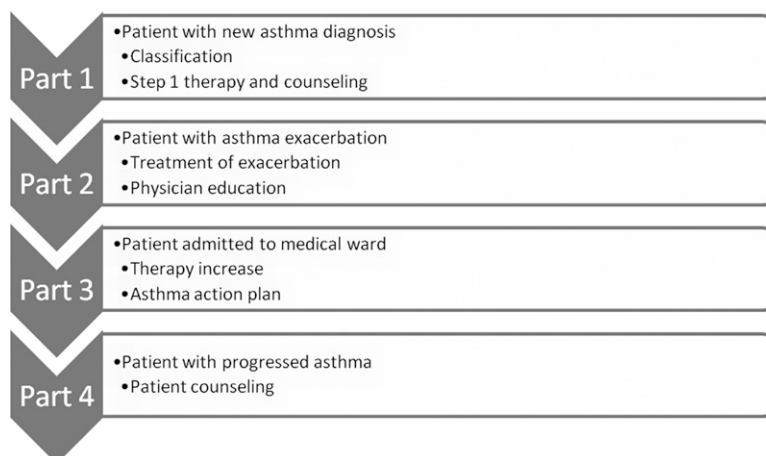 Part 1
•Patient with new asthma diagnosis
•Classification
•Step 1 therapy and counseling
Part 2
•Patient with asthma exacerbation
•Treatment of exacerbation
•Physician education
Part 3
•Patient admitted to medical ward
•Therapy increase
•Asthma action plan
Part 4
•Patient with progressed asthma
•Patient counseling